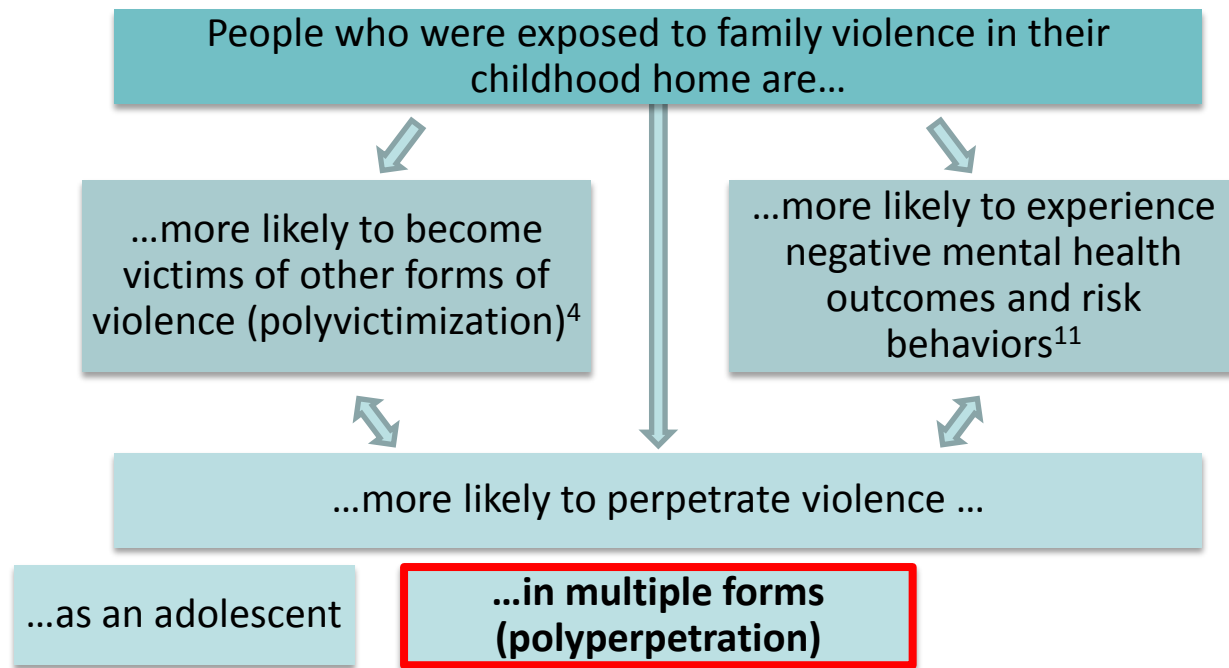 People who were exposed to family violence in their
childhood home are…
…more likely to become
victims of other forms of
violence (polyvictimization)⁴
…more likely to experience
negative mental health
outcomes and risk
behaviors¹¹
…more likely to perpetrate violence …
…as an adolescent
…in multiple forms
(polyperpetration)